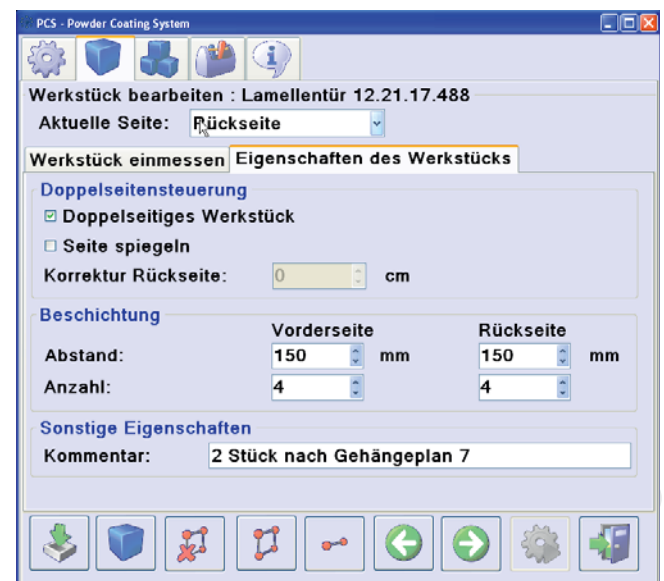 PCS - Powder Coating System
Werkstück bearbeiten : Lamellentür 12.21.17.488
Aktuelle Seite: Rückseite
Werkstück einmessen Eigenschaften des Werkstücks
Doppelseitensteuerung
Doppelseitiges Werkstück
Seite spiegeln
Korrektur Rückseite: 0 cm
Beschichtung
Vorderseite Rückseite
Abstand: 150 mm 150 mm
Anzahl: 4 4
Sonstige Eigenschaften
Kommentar: 2 Stück nach Gehängeplan 7